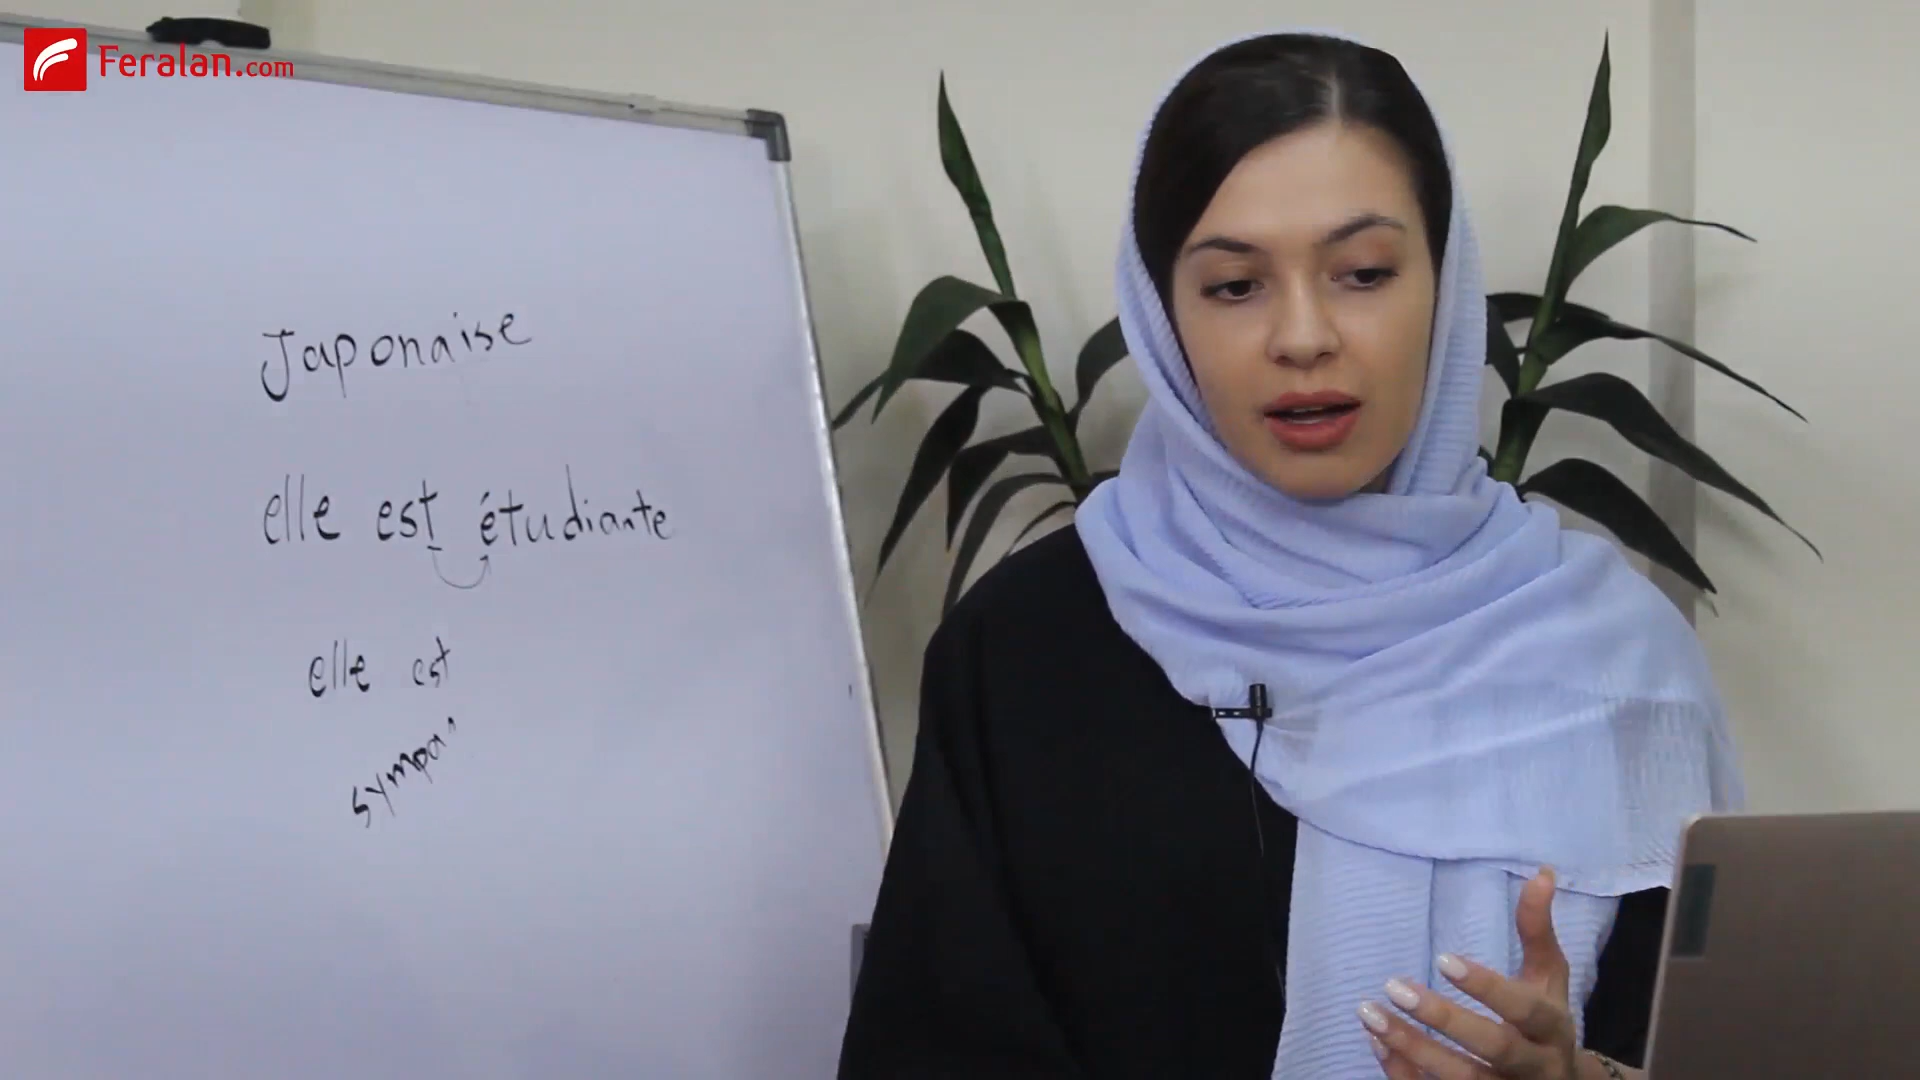 Feralan.com
Japonaise
elle est étudiante
elle est
sympa